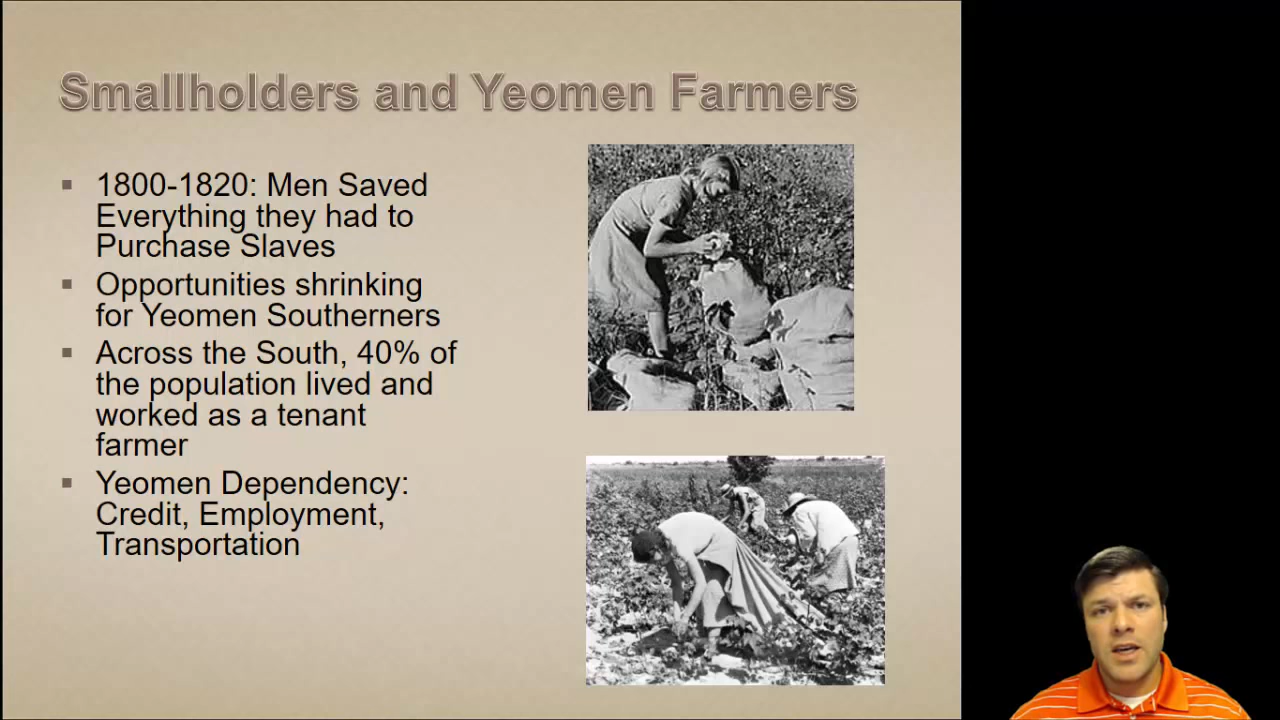 Smallholders and Yeomen Farmers
1800-1820: Men Saved
Everything they had to
Purchase Slaves
Opportunities shrinking
for Yeomen Southerners
Across the South, 40% of
the population lived and
worked as a tenant
farmer
Yeomen Dependency:
Credit, Employment,
Transportation